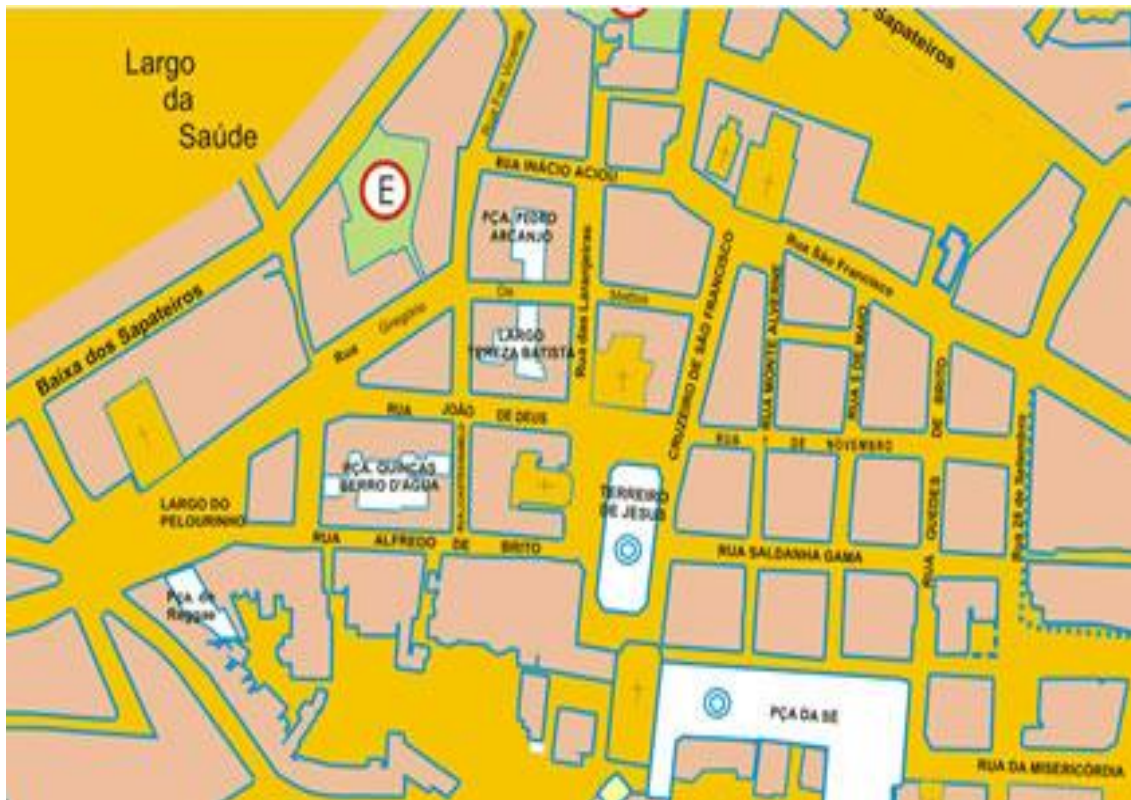 Largo
da
Saúde
Sapateiros
Rua Frei Vicente
E
RUA INÁCIO ACIOLI
PÇA. PEDRO
ARCANJO
Rua das Laranjeiras
Rua Gregório De Mattos
LARGO
TEREZA BATISTA
Baixa dos Sapateiros
CRUZEIRO DE SÃO FRANCISCO
Rua São Francisco
RUA MONTE ALVERNE
RUA 3 DE MAIO
RUA GUEDES DE BRITO
Rua 28 de Setembro
RUA JOÃO DE DEUS
RUA DE NOVEMBRO
PÇA. QUINCAS
BERRO D'AGUA
TERREIRO
DE JESUS
LARGO DO
PELOURINHO
RUA ALFREDO DE BRITO
RUA SALDANHA GAMA
Pça. do
Reggae
PÇA DA SÉ
RUA DA MISERICÓRDIA